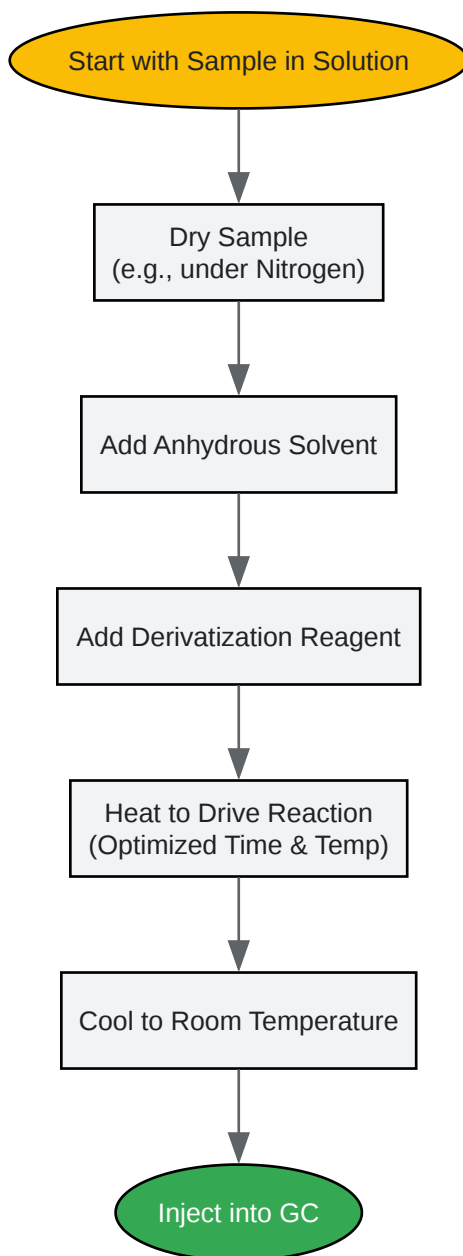 Start with Sample in Solution
Dry Sample
(e.g., under Nitrogen)
Add Anhydrous Solvent
Add Derivatization Reagent
Heat to Drive Reaction
(Optimized Time & Temp)
Cool to Room Temperature
Inject into GC